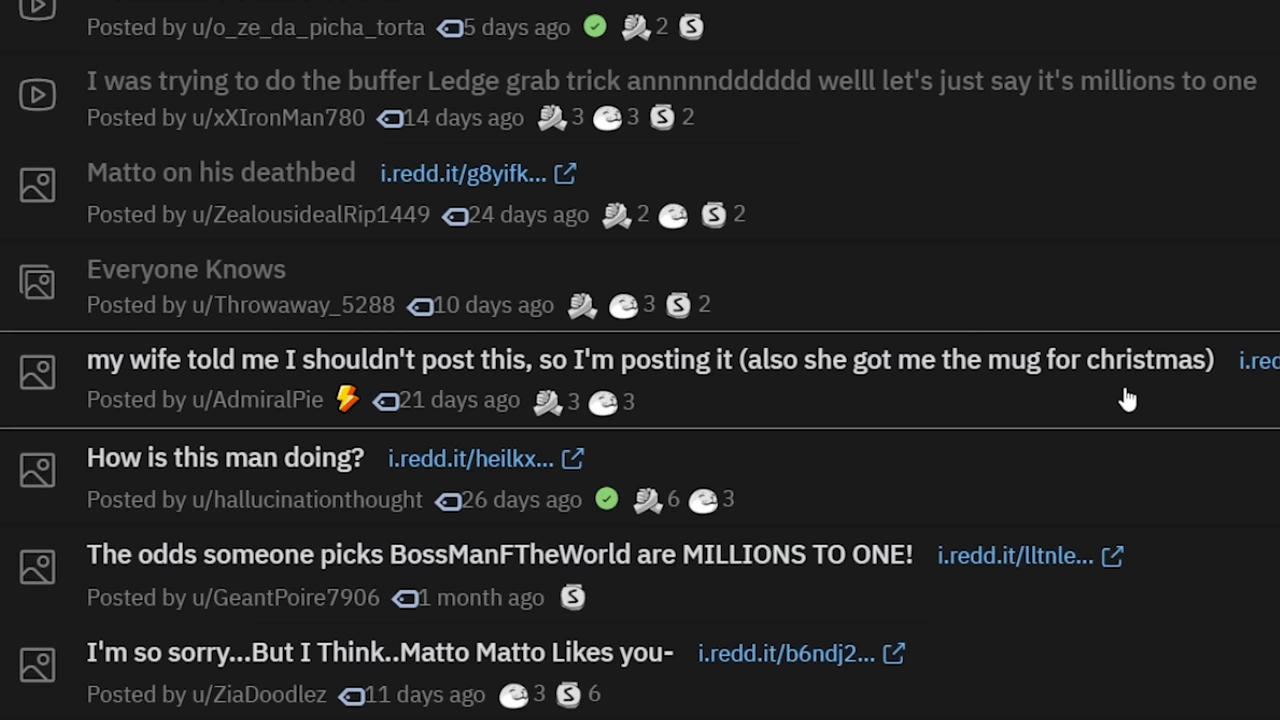 Posted by u/o_ze_da_picha_torta 5 days ago 2 S
I was trying to do the buffer Ledge grab trick annnnndddddd welll let's just say it's millions to one
Posted by u/xXIronMan780 14 days ago 3 3 S 2
Matto on his deathbed i.redd.it/g8yifk...
Posted by u/ZealousidealRip1449 24 days ago 2 S 2
Everyone Knows
Posted by u/Throwaway_5288 10 days ago 3 S 2
my wife told me I shouldn't post this, so I'm posting it (also she got me the mug for christmas) i.red
Posted by u/AdmiralPie 21 days ago 3 3
How is this man doing? i.redd.it/heilkx...
Posted by u/hallucinationthought 26 days ago 6 3
The odds someone picks BossManFTheWorld are MILLIONS TO ONE! i.redd.it/lltnle...
Posted by u/GeantPoire7906 1 month ago S
I'm so sorry...But I Think..Matto Matto Likes you- i.redd.it/b6ndj2...
Posted by u/ZiaDoodlez 11 days ago 3 S 6